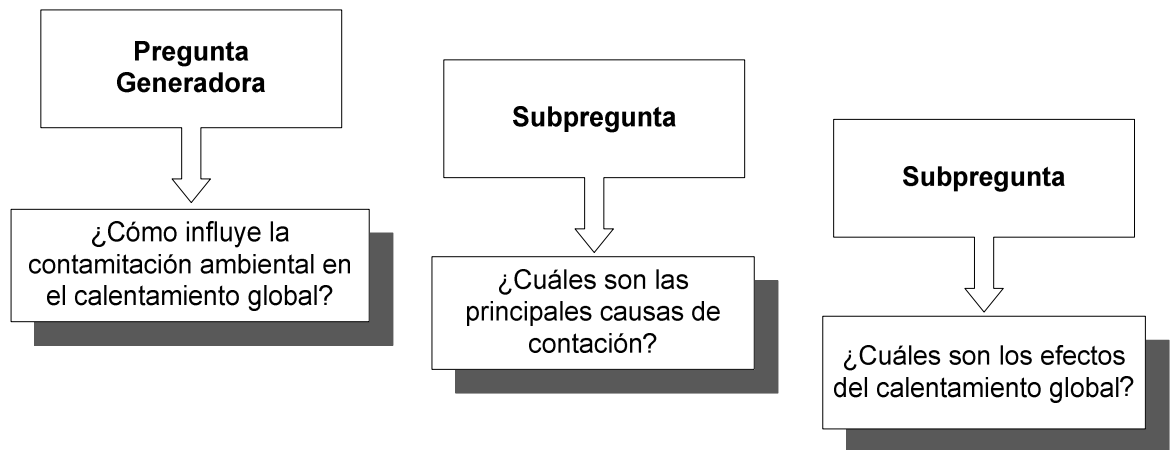 Pregunta
Generadora
¿Cómo influye la
contamitación ambiental en
el calentamiento global?
Subpregunta
¿Cuáles son las
principales causas de
contación?
Subpregunta
¿Cuáles son los efectos
del calentamiento global?